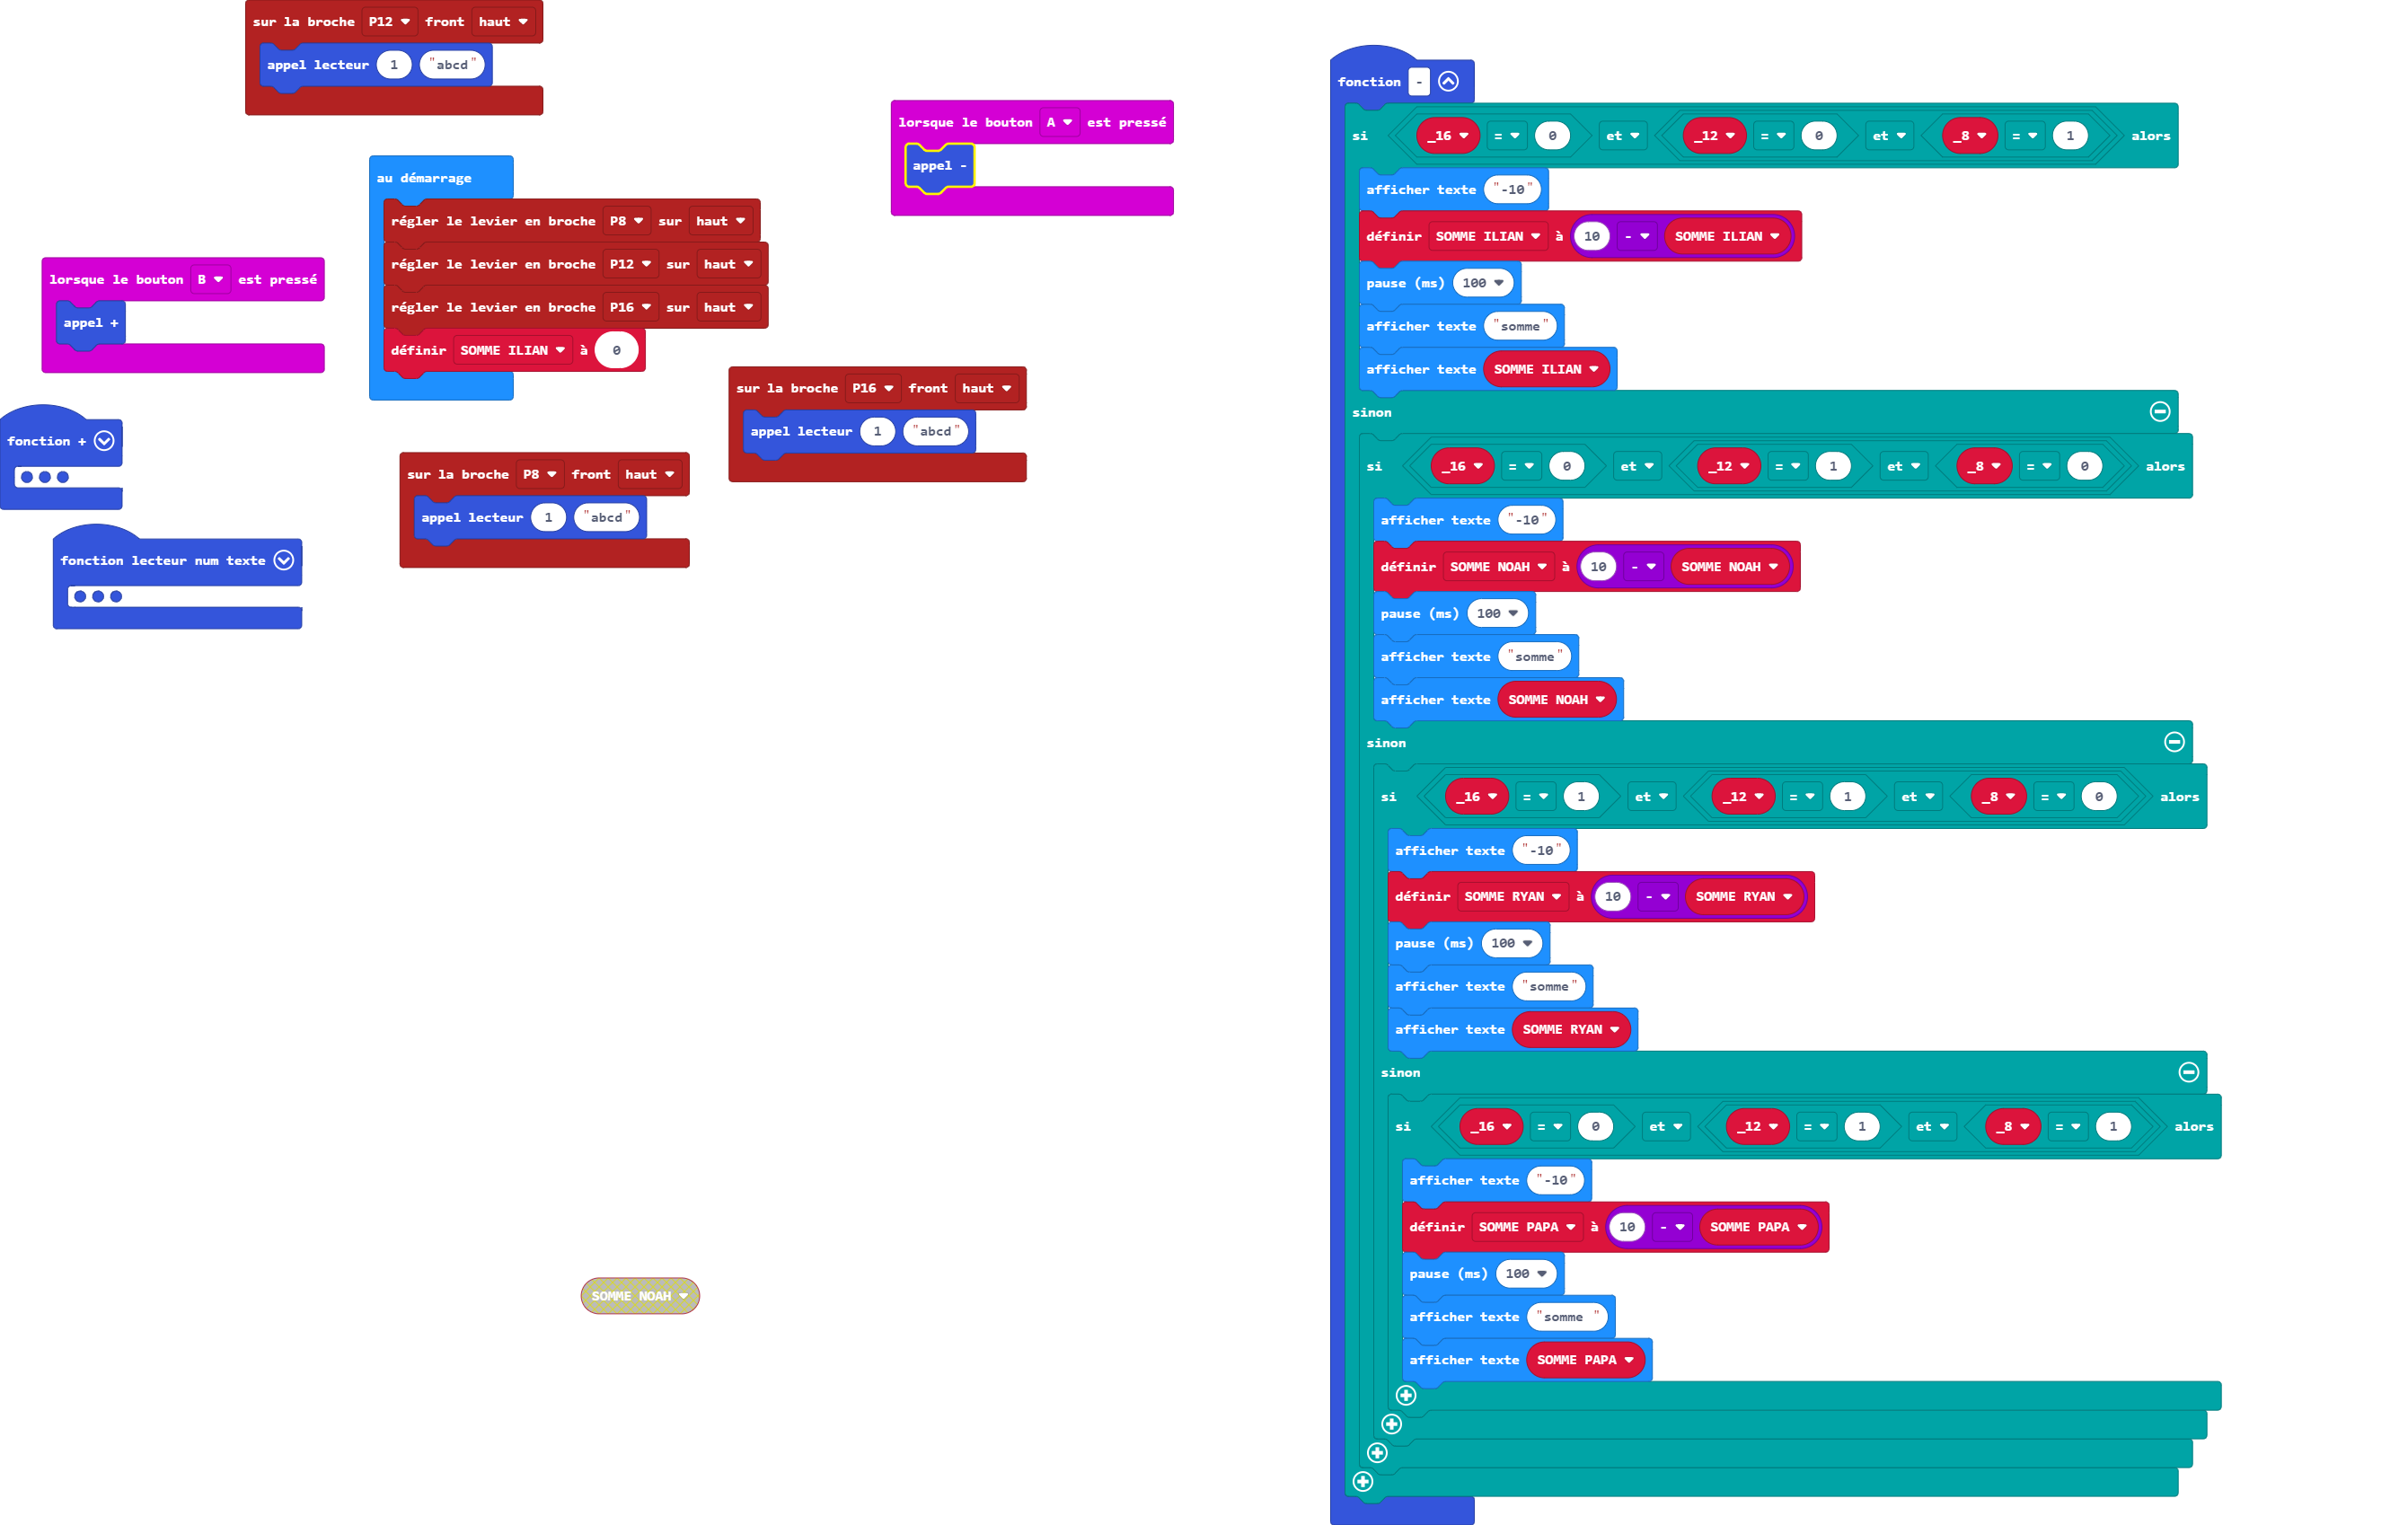 sur la broche P12 front haut
appel lecteur 1 "abcd"
lorsque le bouton A est pressé
appel -
au démarrage
régler le levier en broche P8 sur haut
régler le levier en broche P12 sur haut
régler le levier en broche P16 sur haut
définir SOMME ILIAN à 0
lorsque le bouton B est pressé
appel +
sur la broche P16 front haut
appel lecteur 1 "abcd"
fonction +
sur la broche P8 front haut
appel lecteur 1 "abcd"
fonction lecteur num texte
SOMME NOAH
fonction -
si _16 = 0 et _12 = 0 et _8 = 1 alors
afficher texte "-10"
définir SOMME ILIAN à 10 - SOMME ILIAN
pause (ms) 100
afficher texte "somme"
afficher texte SOMME ILIAN
sinon
si _16 = 0 et _12 = 1 et _8 = 0 alors
afficher texte "-10"
définir SOMME NOAH à 10 - SOMME NOAH
pause (ms) 100
afficher texte "somme"
afficher texte SOMME NOAH
sinon
si _16 = 1 et _12 = 1 et _8 = 0 alors
afficher texte "-10"
définir SOMME RYAN à 10 - SOMME RYAN
pause (ms) 100
afficher texte "somme"
afficher texte SOMME RYAN
sinon
si _16 = 0 et _12 = 1 et _8 = 1 alors
afficher texte "-10"
définir SOMME PAPA à 10 - SOMME PAPA
pause (ms) 100
afficher texte "somme "
afficher texte SOMME PAPA